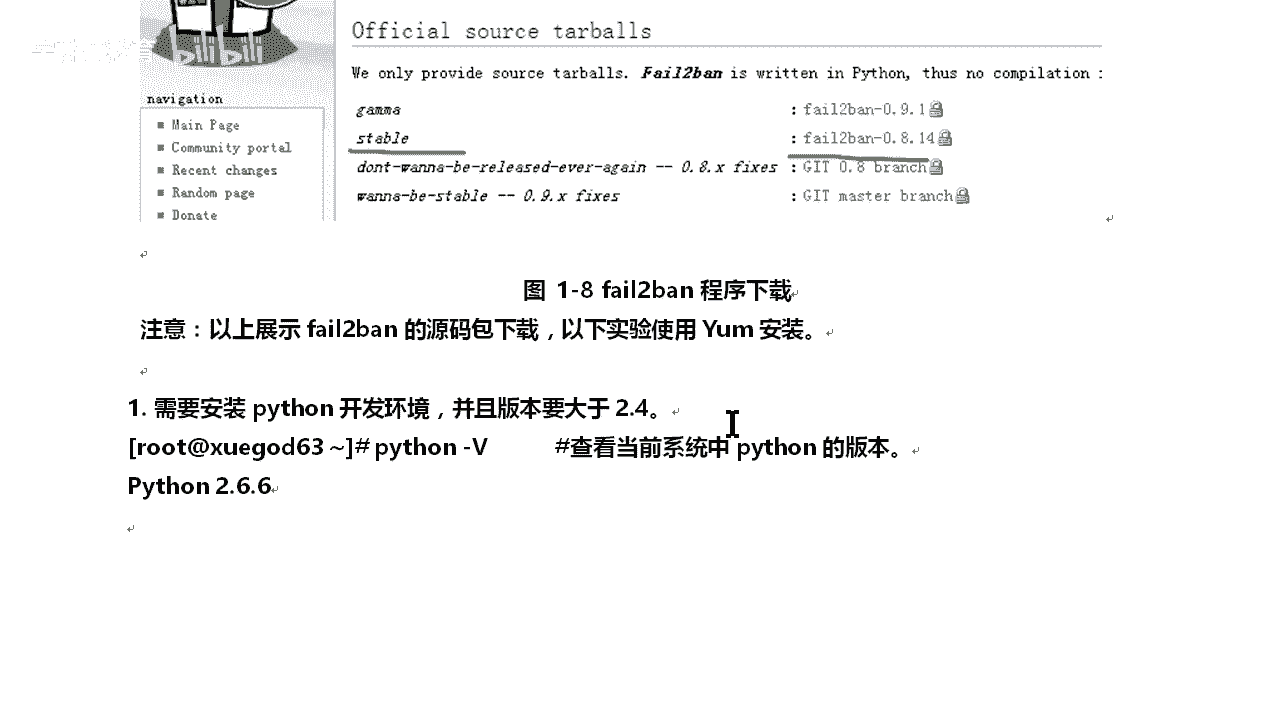 bilibili
Official source tarballs
We only provide source tarballs. Fail2ban is written in Python, thus no compilation :
navigation
Main Page
Community portal
Recent changes
Random page
Donate
gamma : fail2ban-0.9.1
stable : fail2ban-0.8.14
dont-wanna-be-released-ever-again -- 0.8.x fixes : GIT 0.8 branch
wanna-be-stable -- 0.9.x fixes : GIT master branch
图 1-8 fail2ban 程序下载
注意：以上展示 fail2ban 的源码包下载，以下实验使用 Yum 安装。
1. 需要安装 python 开发环境，并且版本要大于 2.4。
[root@xuegod63 ~]# python -V #查看当前系统中 python 的版本。
Python 2.6.6